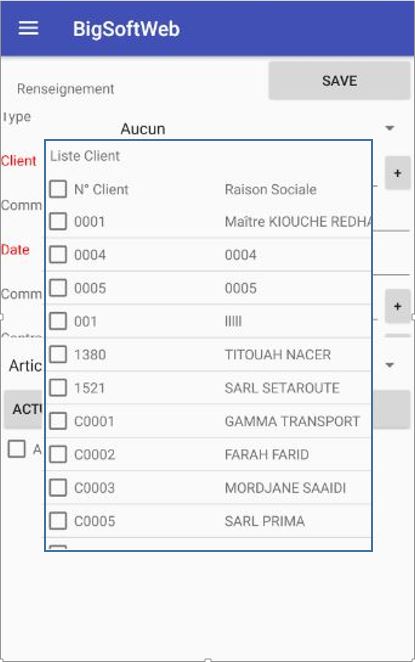 BigSoftWeb
Renseignement
SAVE
Type
Aucun
Client
+
Liste Client
N° Client Raison Sociale
Comm
0001 Maître KIOUCHE REDHA
Date
0004 0004
0005 0005
Comm
+
001 lllll
Artic
1380 TITOUAH NACER
1521 SARL SETAROUTE
ACTU
C0001 GAMMA TRANSPORT
A
C0002 FARAH FARID
C0003 MORDJANE SAAIDI
C0005 SARL PRIMA